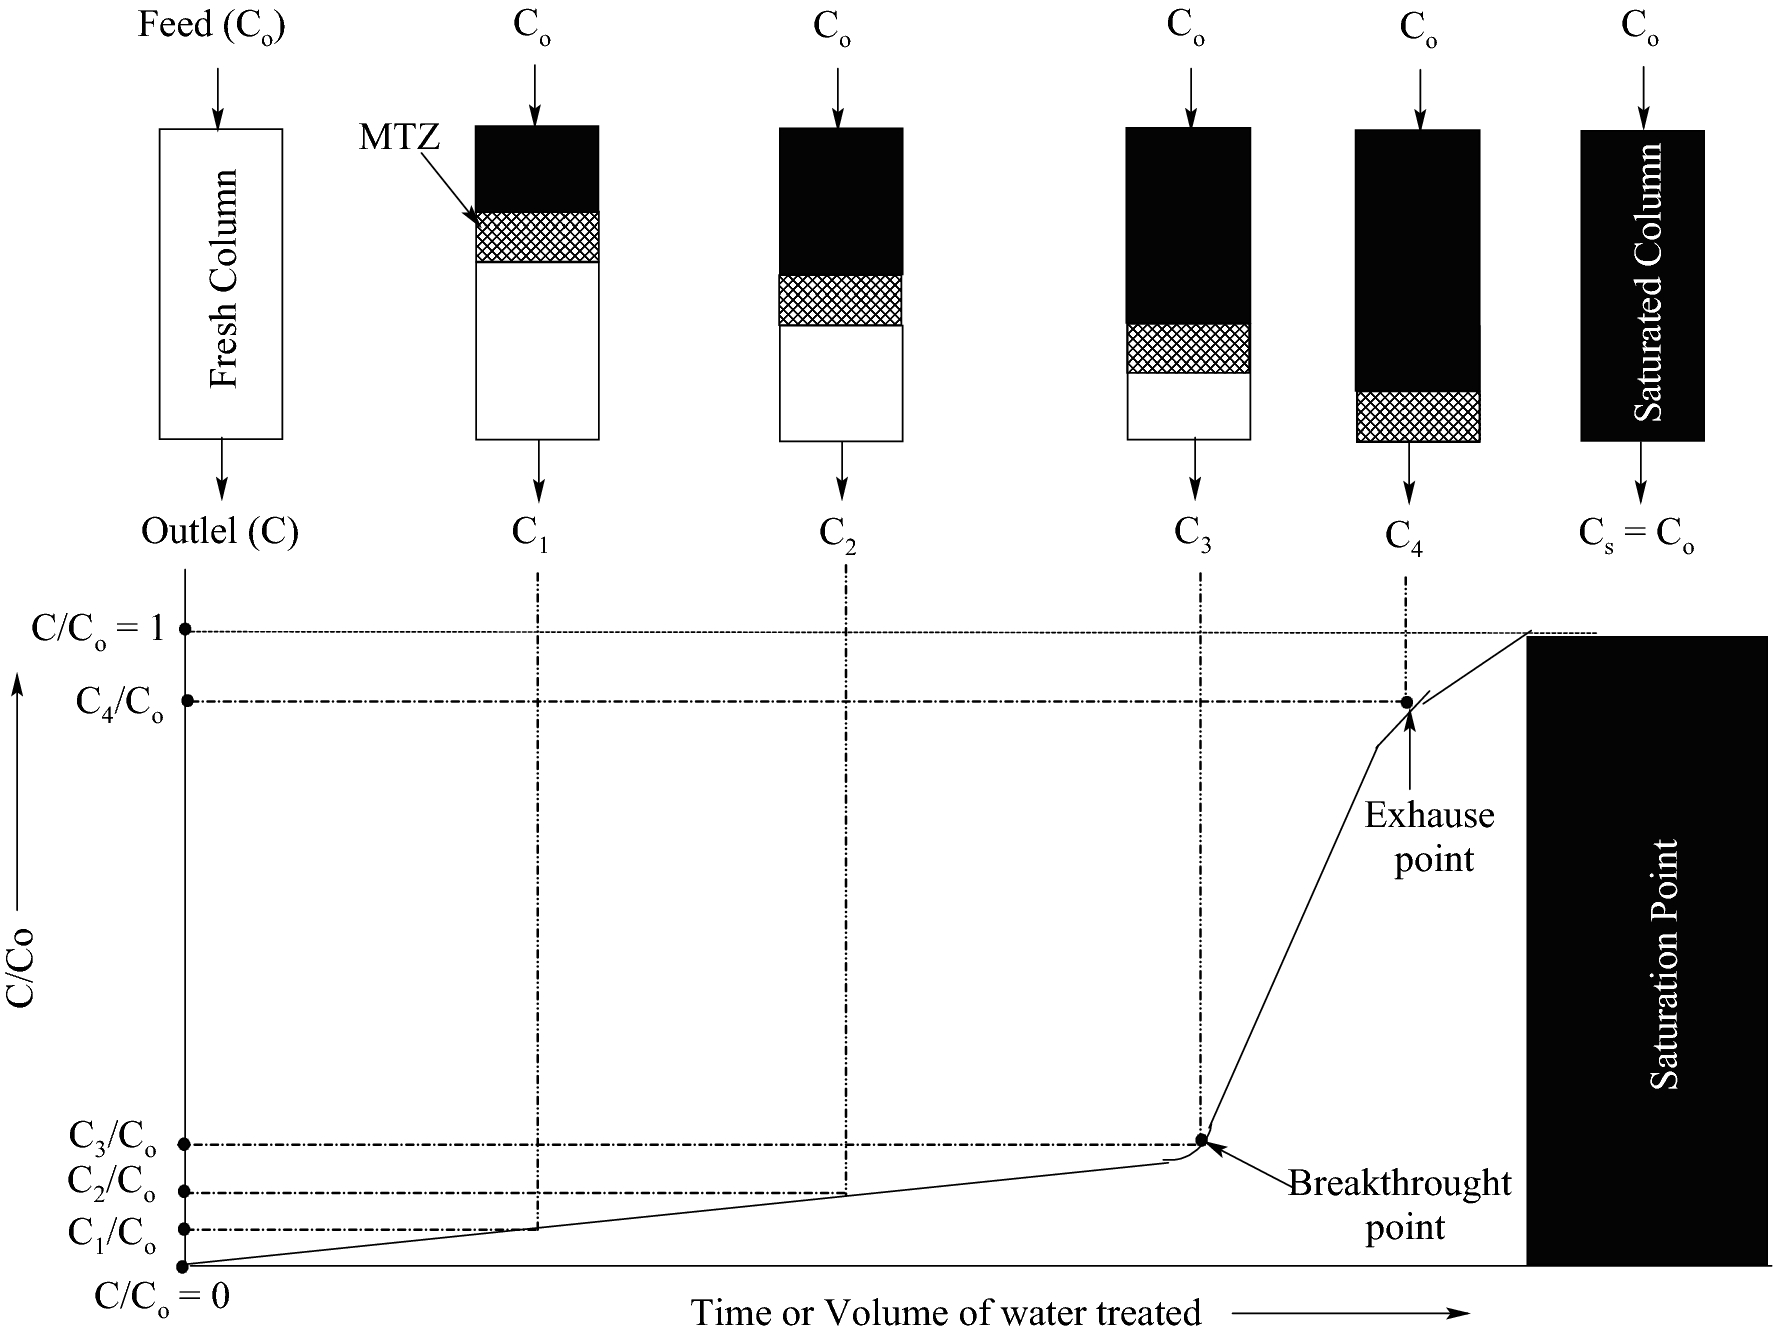 Feed (Co)
Co
Co
Co
Co
Co
MTZ
Fresh Column
Saturated Column
Outlel (C)
C1
C2
C3
C4
Cs = Co
C/Co = 1
C4/Co
Exhause
point
C/Co
Saturation Point
C3/Co
C2/Co
Breakthrought
point
C1/Co
C/Co = 0
Time or Volume of water treated